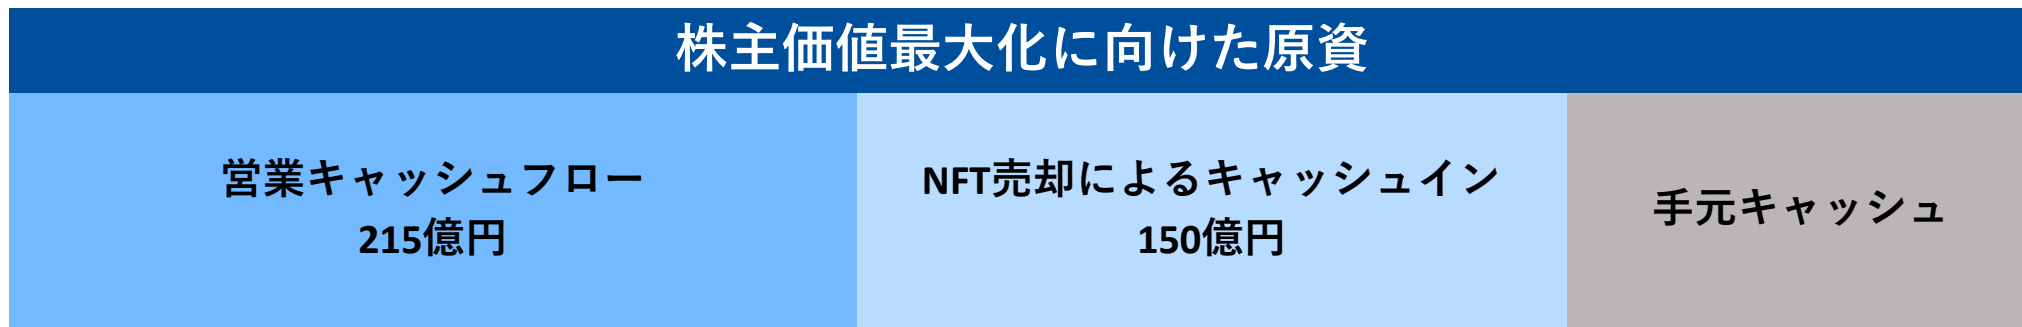 株主価値最大化に向けた原資
営業キャッシュフロー
215億円
NFT売却によるキャッシュイン
150億円
手元キャッシュ